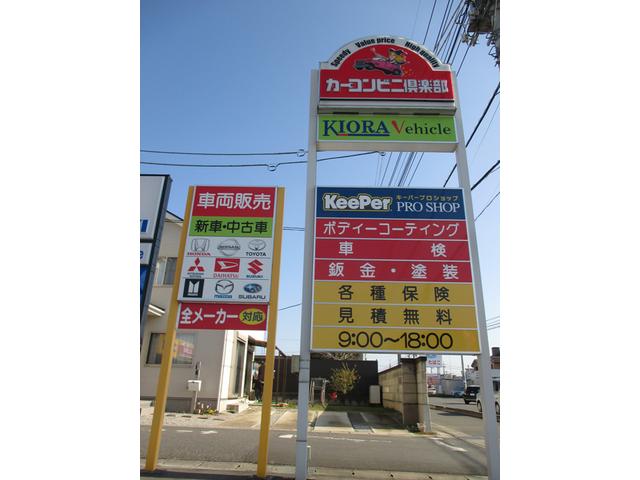 車両販売
新車・中古車
HONDA
NISSAN
TOYOTA
MITSUBISHI MOTORS
DAIHATSU
SUZUKI
mazda
SUBARU
全メーカー対応
Speedy Value price High quality
カーコンビニ倶楽部
KIORA Vehicle
KeePer
キーパープロショップ
PRO SHOP
ボディーコーティング
車検
鈑金・塗装
各種保険
見積無料
9:00～18:00